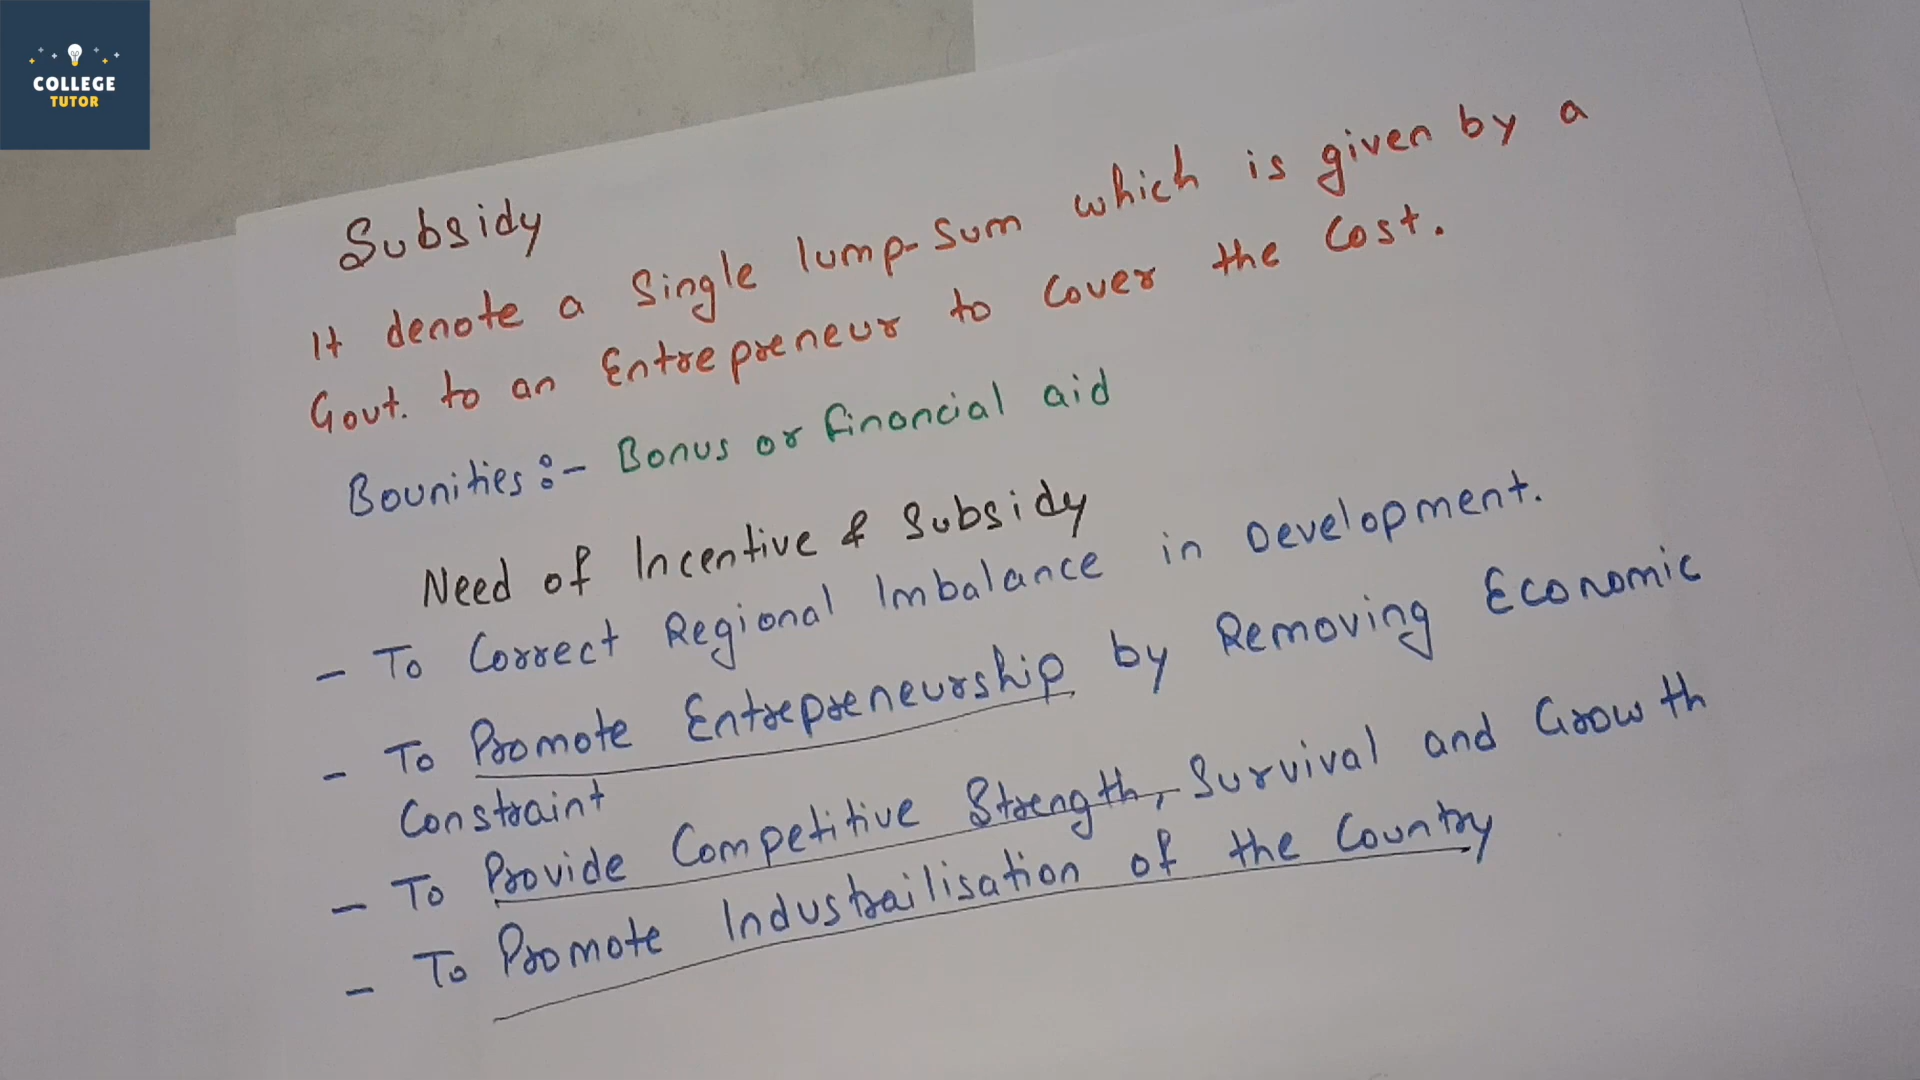 COLLEGE
TUTOR
Subsidy
It denote a Single lump-Sum which is given by a
Govt. to an Entrepreneur to Cover the Cost.
Bounities:- Bonus or financial aid
Need of Incentive & Subsidy
- To Correct Regional Imbalance in Development.
- To Promote Entrepreneurship by Removing Economic
Constraint
- To Provide Competitive Strength, Survival and Growth
- To Promote Industrailisation of the Country